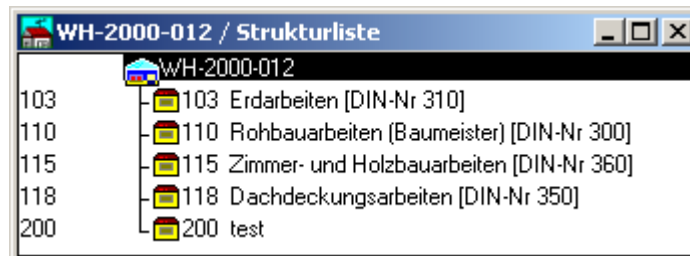 WH-2000-012 / Strukturliste
WH-2000-012
103 103 Erdarbeiten [DIN-Nr 310]
110 110 Rohbauarbeiten (Baumeister) [DIN-Nr 300]
115 115 Zimmer- und Holzbauarbeiten [DIN-Nr 360]
118 118 Dachdeckungsarbeiten [DIN-Nr 350]
200 200 test